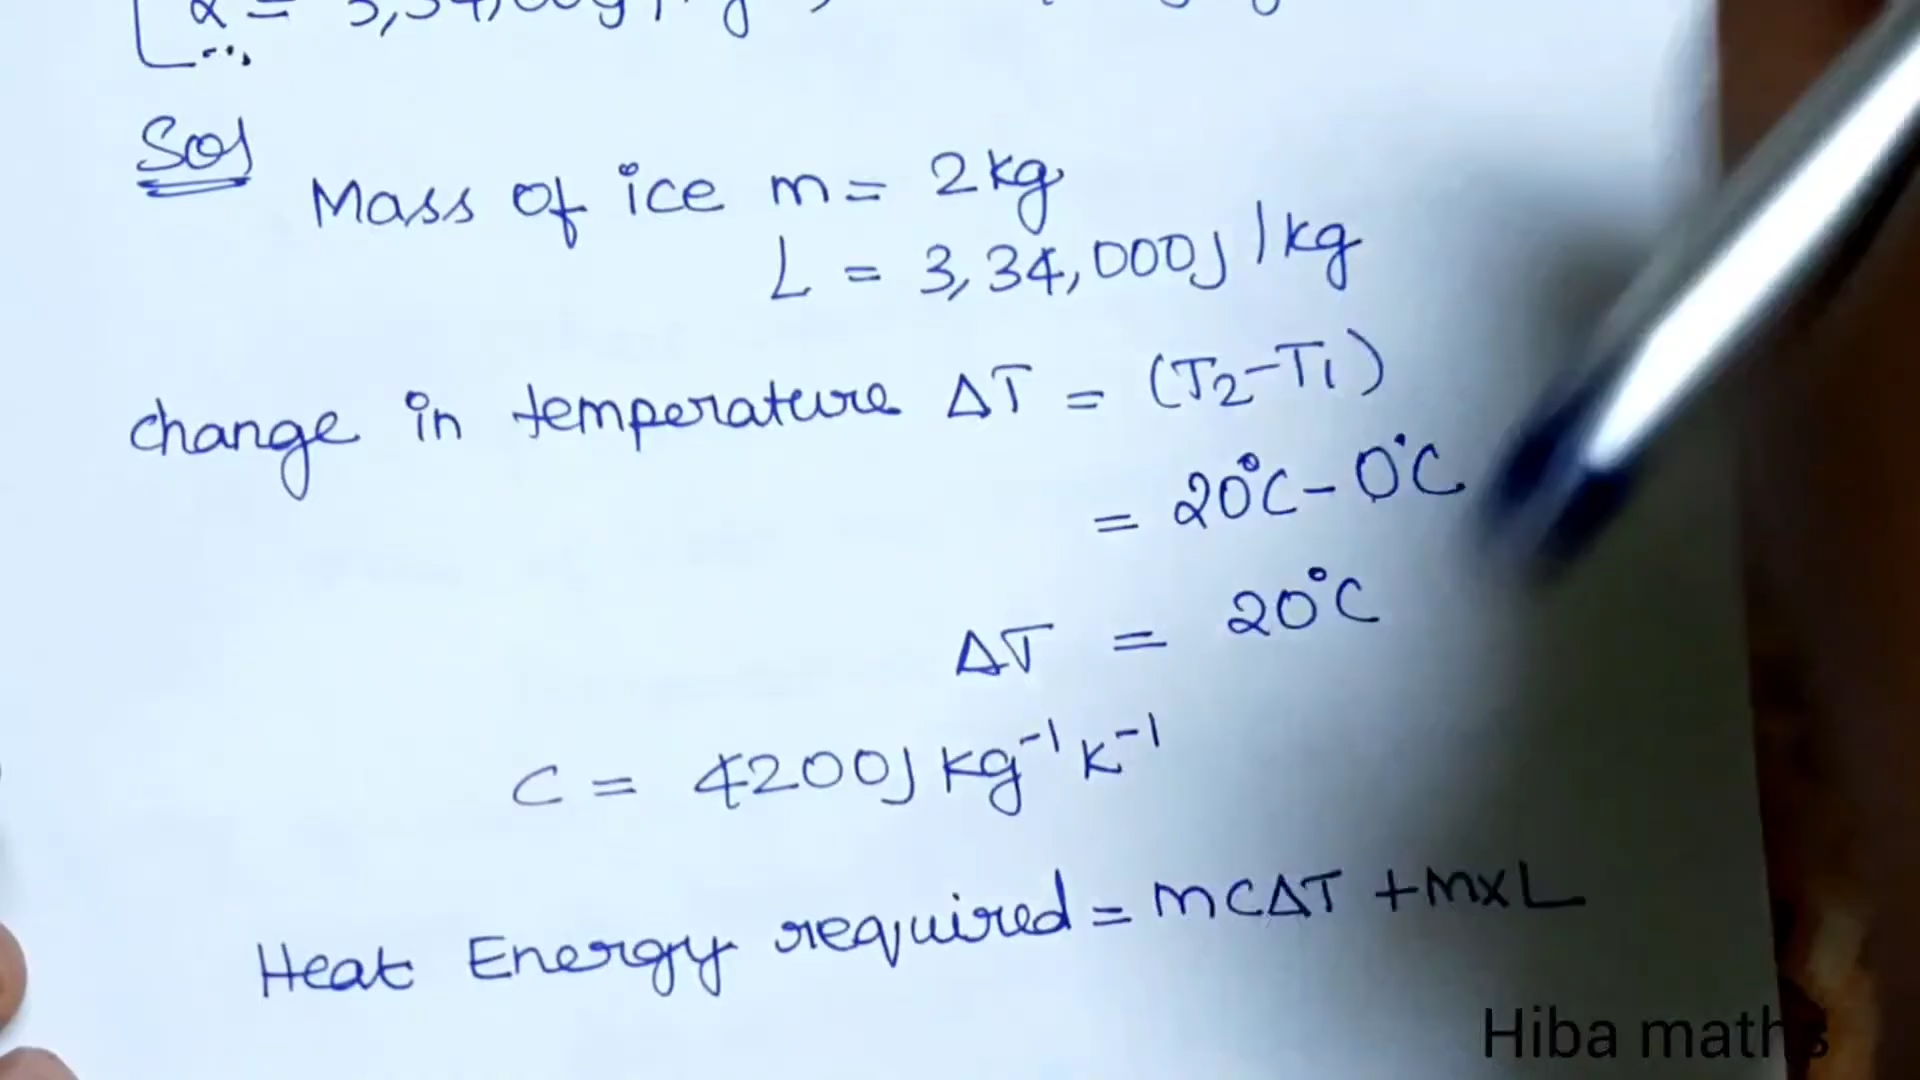 Sol
Mass of ice m = 2kg
L = 3,34,000J/kg
change in temperature ΔT = (T2-T1)
= 20°C - 0°C
ΔT = 20°C
C = 4200J kg⁻¹ K⁻¹
Heat Energy required = mCΔT + m×L
Hiba maths